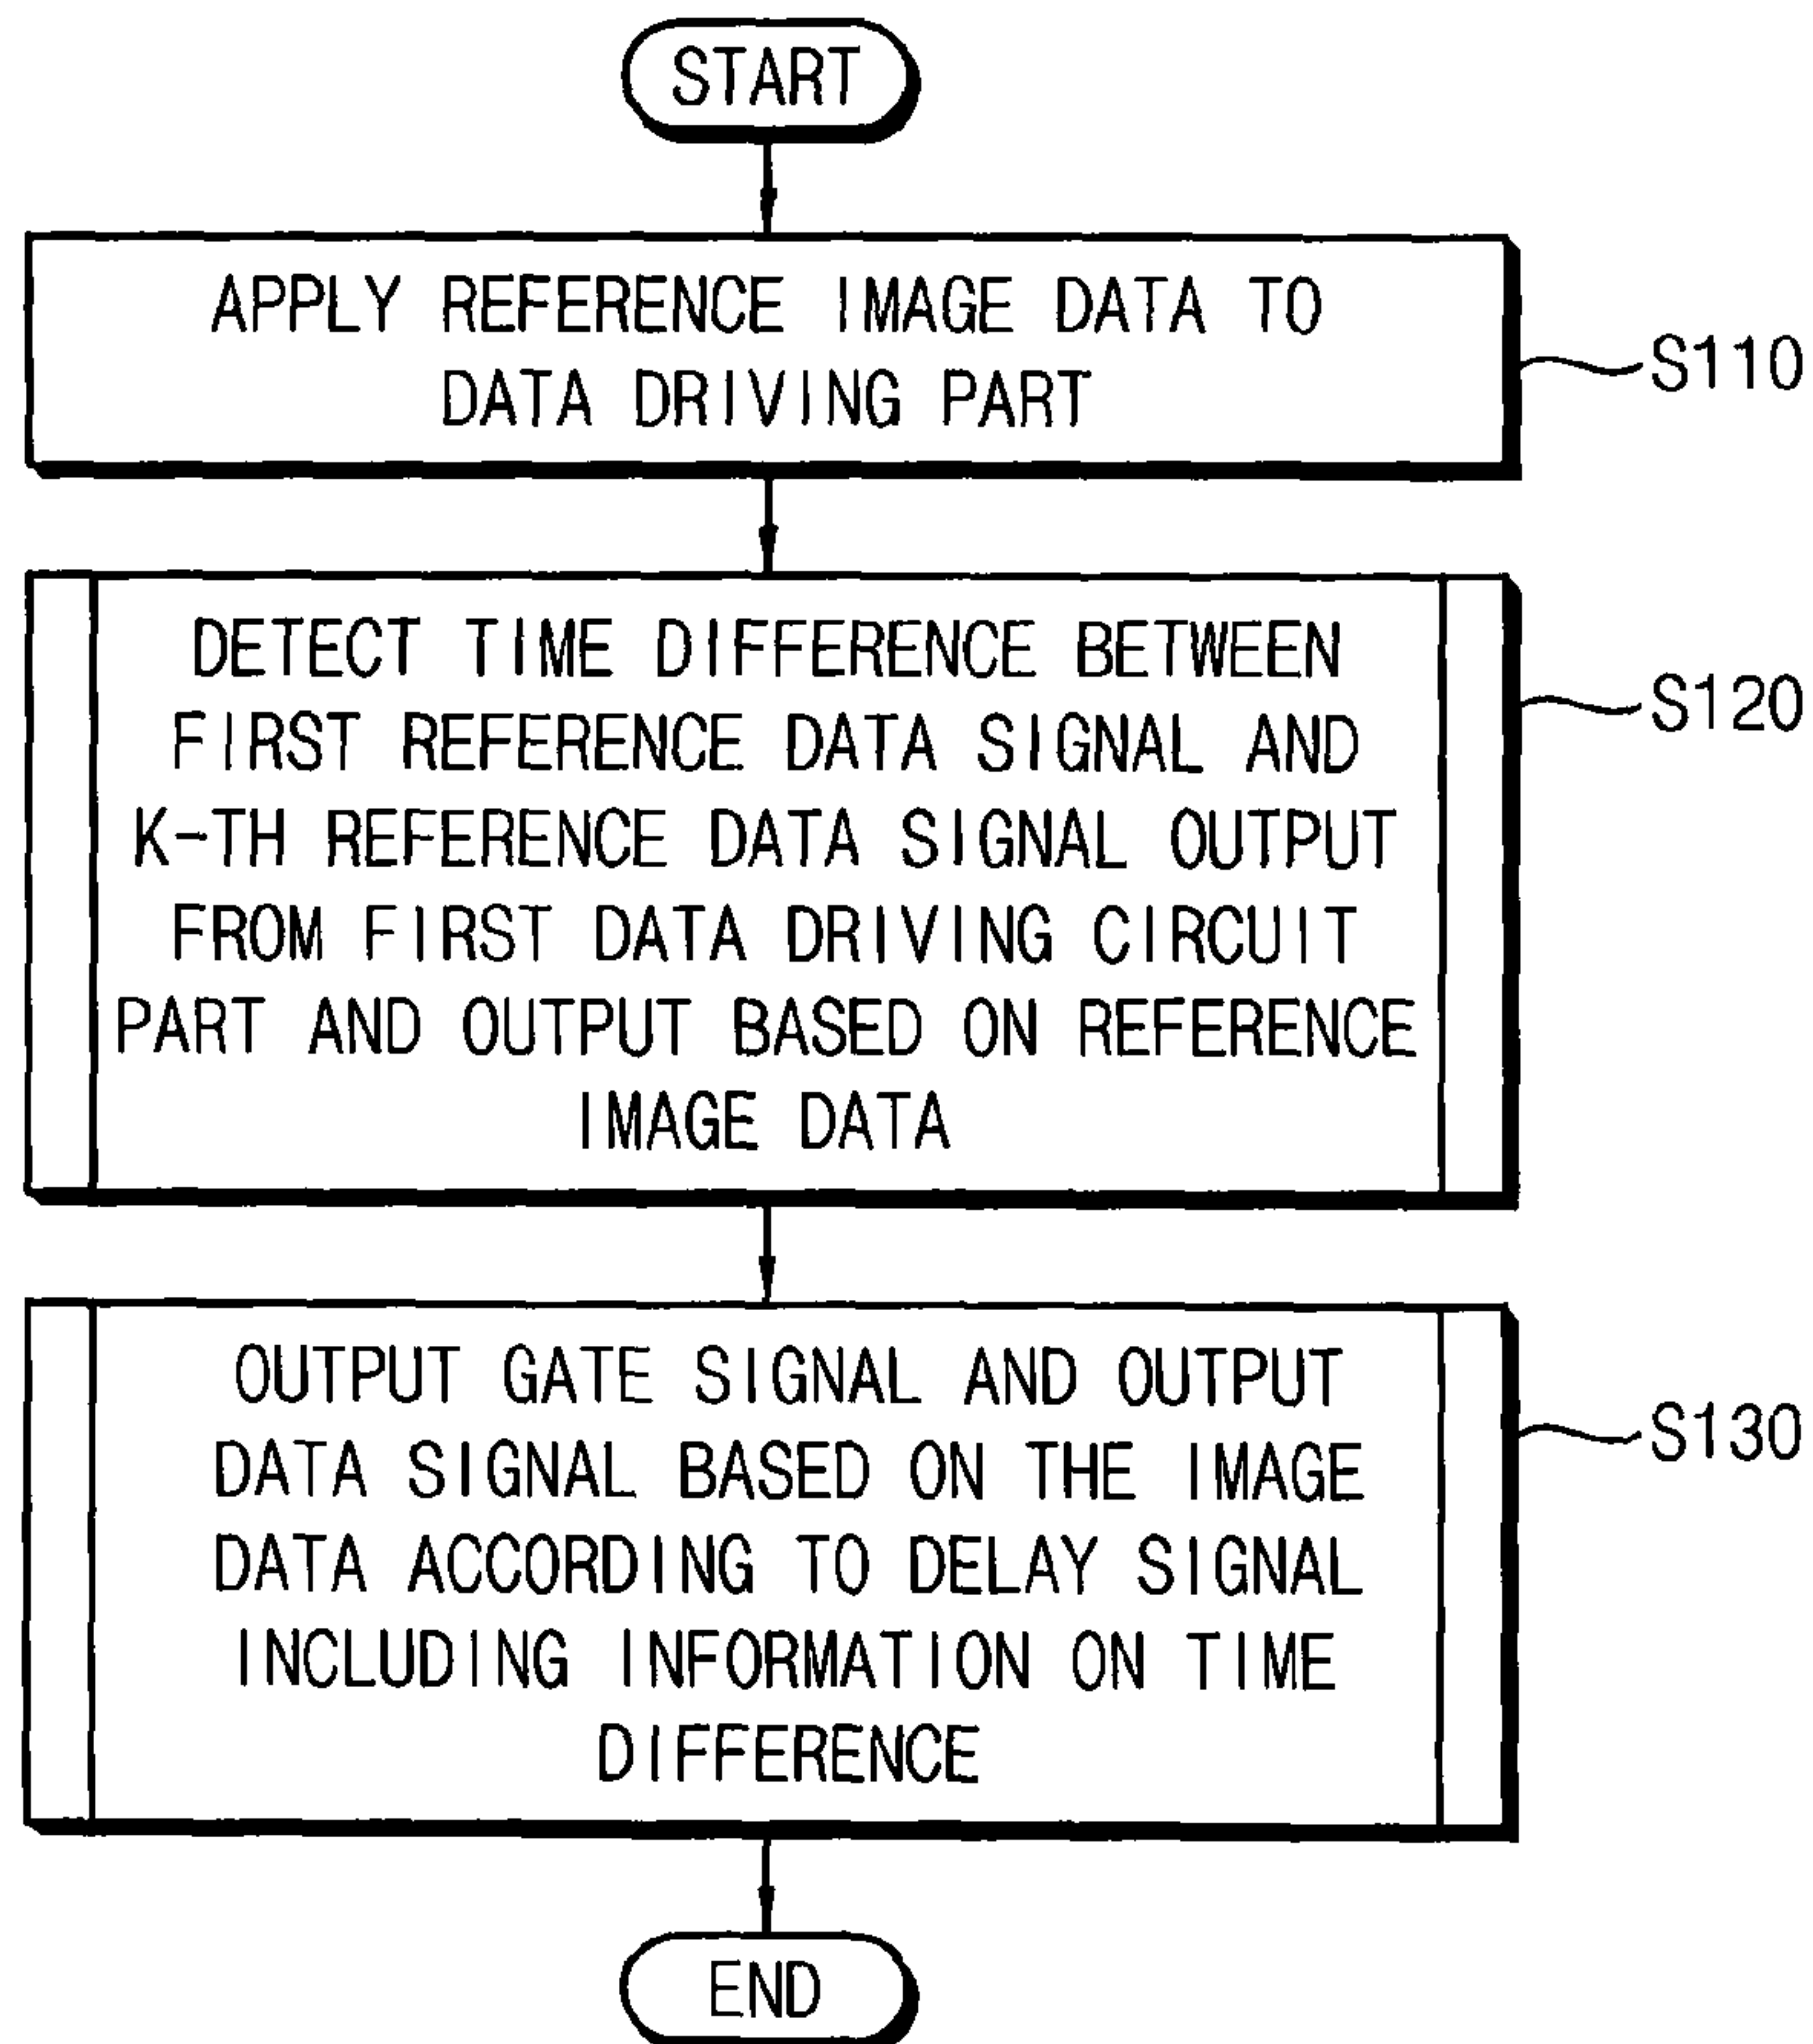 START
APPLY REFERENCE IMAGE DATA TO
DATA DRIVING PART
S110
DETECT TIME DIFFERENCE BETWEEN
FIRST REFERENCE DATA SIGNAL AND
K-TH REFERENCE DATA SIGNAL OUTPUT
FROM FIRST DATA DRIVING CIRCUIT
PART AND OUTPUT BASED ON REFERENCE
IMAGE DATA
S120
OUTPUT GATE SIGNAL AND OUTPUT
DATA SIGNAL BASED ON THE IMAGE
DATA ACCORDING TO DELAY SIGNAL
INCLUDING INFORMATION ON TIME
DIFFERENCE
S130
END